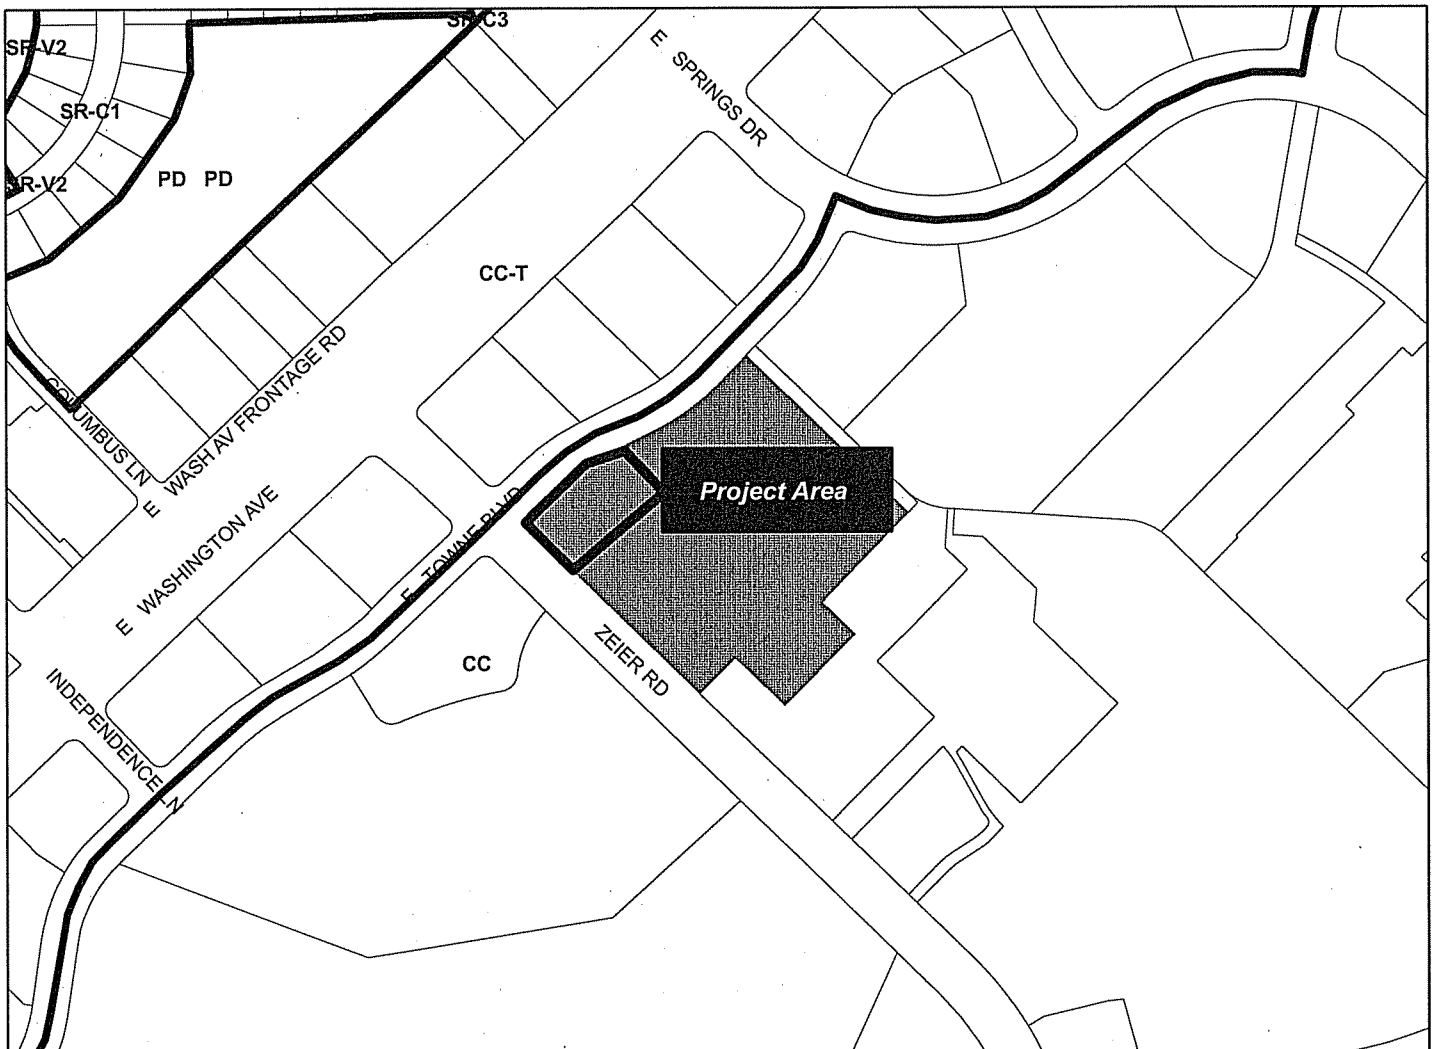 SR-C3
SR-V2
E SPRINGS DR
SR-C1
SR-V2
PD PD
CC-T
E WASH AV FRONTAGE RD
COLUMBUS LN
E WASHINGTON AVE
Project Area
E TOWNE BLVD
ZEIER RD
CC
INDEPENDENCE LN